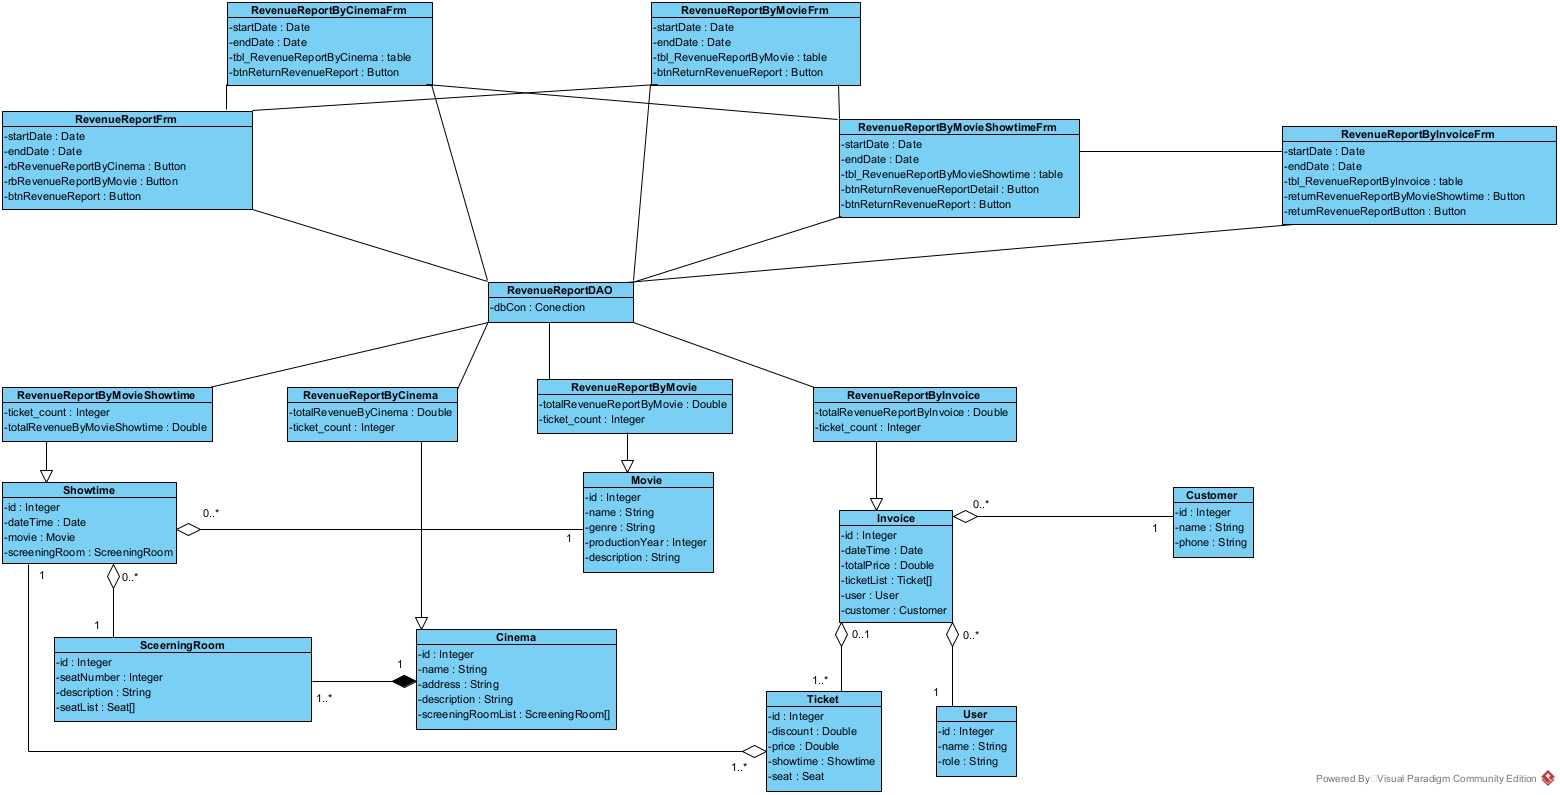 RevenueReportByCinemaFrm
-startDate : Date
-endDate : Date
-tbl_RevenueReportByCinema : table
-btnReturnRevenueReport : Button
RevenueReportByMovieFrm
-startDate : Date
-endDate : Date
-tbl_RevenueReportByMovie : table
-btnReturnRevenueReport : Button
RevenueReportFrm
-startDate : Date
-endDate : Date
-rbRevenueReportByCinema : Button
-rbRevenueReportByMovie : Button
-btnRevenueReport : Button
RevenueReportByMovieShowtimeFrm
-startDate : Date
-endDate : Date
-tbl_RevenueReportByMovieShowtime : table
-btnReturnRevenueReportDetail : Button
-btnReturnRevenueReport : Button
RevenueReportByInvoiceFrm
-startDate : Date
-endDate : Date
-tbl_RevenueReportByInvoice : table
-returnRevenueReportByMovieShowtime : Button
-returnRevenueReportButton : Button
RevenueReportDAO
-dbCon : Conection
RevenueReportByMovieShowtime
-ticket_count : Integer
-totalRevenueByMovieShowtime : Double
RevenueReportByCinema
-totalRevenueByCinema : Double
-ticket_count : Integer
RevenueReportByMovie
-totalRevenueReportByMovie : Double
-ticket_count : Integer
RevenueReportByInvoice
-totalRevenueReportByInvoice : Double
-ticket_count : Integer
Showtime
-id : Integer
-dateTime : Date
-movie : Movie
-screeningRoom : ScreeningRoom
0..*
1
Movie
-id : Integer
-name : String
-genre : String
-productionYear : Integer
-description : String
Invoice
-id : Integer
-dateTime : Date
-totalPrice : Double
-ticketList : Ticket[]
-user : User
-customer : Customer
0..*
1
Customer
-id : Integer
-name : String
-phone : String
1
0..*
1
SceerningRoom
-id : Integer
-seatNumber : Integer
-description : String
-seatList : Seat[]
1
1..*
Cinema
-id : Integer
-name : String
-address : String
-description : String
-screeningRoomList : ScreeningRoom[]
0..1
1..*
0..*
1
Ticket
-id : Integer
-discount : Double
-price : Double
-showtime : Showtime
-seat : Seat
1..*
User
-id : Integer
-name : String
-role : String
Powered By Visual Paradigm Community Edition